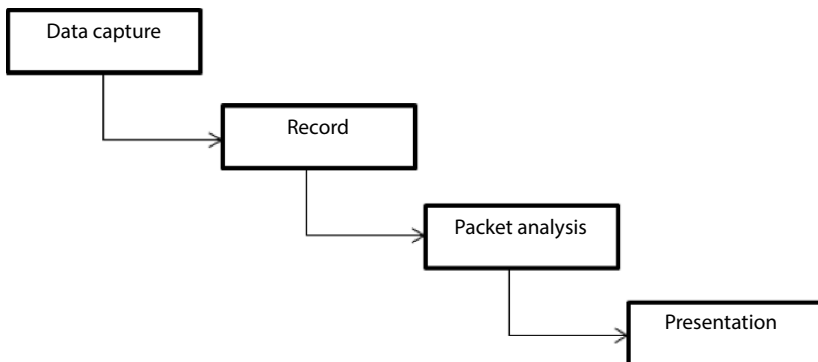 Data capture
Record
Packet analysis
Presentation